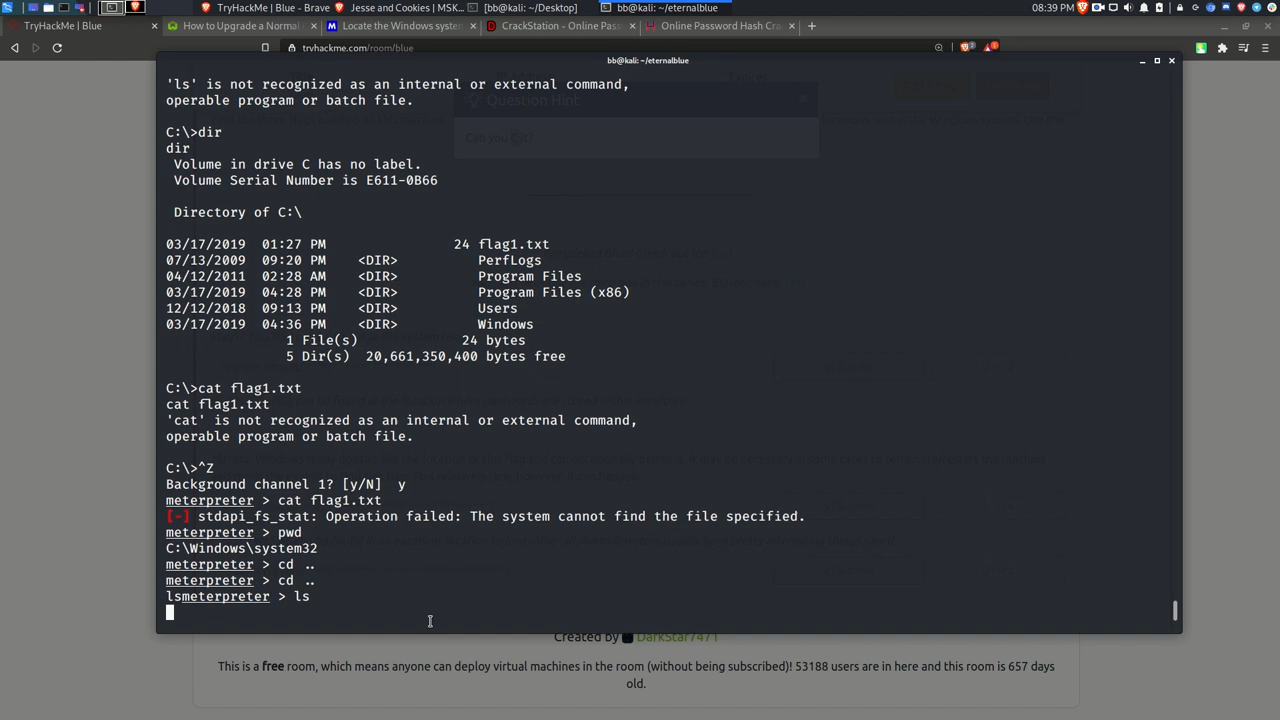 TryHackMe | Blue - Brave
Jesse and Cookies | MSK...
[bb@kali: ~/Desktop]
bb@kali: ~/eternalblue
08:39 PM
TryHackMe | Blue
How to Upgrade a Normal
Locate the Windows system
CrackStation - Online Pass
Online Password Hash Crac
tryhackme.com/room/blue
bb@kali: ~/eternalblue
Question Hint
Can you
'ls' is not recognized as an internal or external command,
operable program or batch file.
C:\>dir
dir
Volume in drive C has no label.
Volume Serial Number is E611-0B66
Directory of C:\
03/17/2019 01:27 PM 24 flag1.txt
07/13/2009 09:20 PM <DIR> PerfLogs
04/12/2011 02:28 AM <DIR> Program Files
03/17/2019 04:28 PM <DIR> Program Files (x86)
12/12/2018 09:13 PM <DIR> Users
03/17/2019 04:36 PM <DIR> Windows
1 File(s) 24 bytes
5 Dir(s) 20,661,350,400 bytes free
C:\>cat flag1.txt
cat flag1.txt
'cat' is not recognized as an internal or external command,
operable program or batch file.
C:\>^Z
Background channel 1? [y/N] y
meterpreter > cat flag1.txt
[-] stdapi_fs_stat: Operation failed: The system cannot find the file specified.
meterpreter > pwd
C:\Windows\system32
meterpreter > cd ..
meterpreter > cd ..
lsmeterpreter > ls
Created by DarkStar7471
This is a free room, which means anyone can deploy virtual machines in the room (without being subscribed)! 53188 users are in here and this room is 657 days
old.